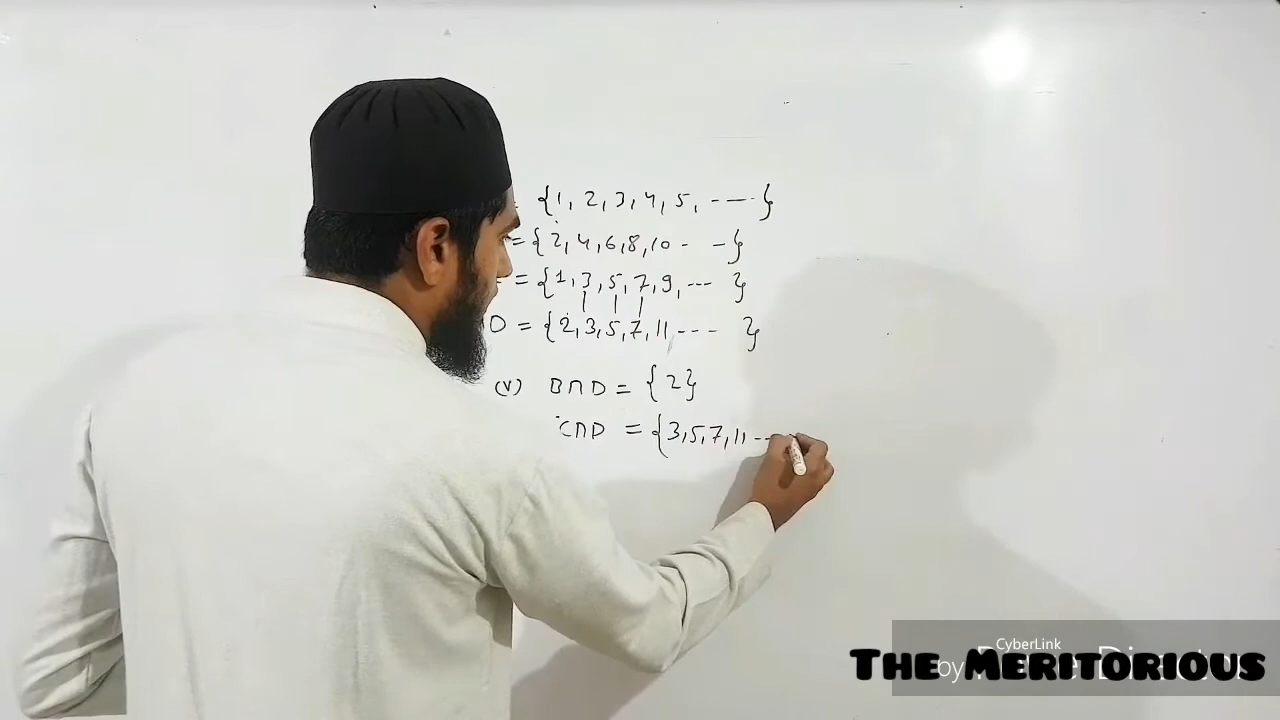 {1, 2, 3, 4, 5, -----}
= {2, 4, 6, 8, 10 - -}
= {1, 3, 5, 7, 9, --- }
D = {2, 3, 5, 7, 11, --- }
(v) B∩D = {2}
C∩D = {3, 5, 7, 11 ---
CyberLink
by
The Meritorious